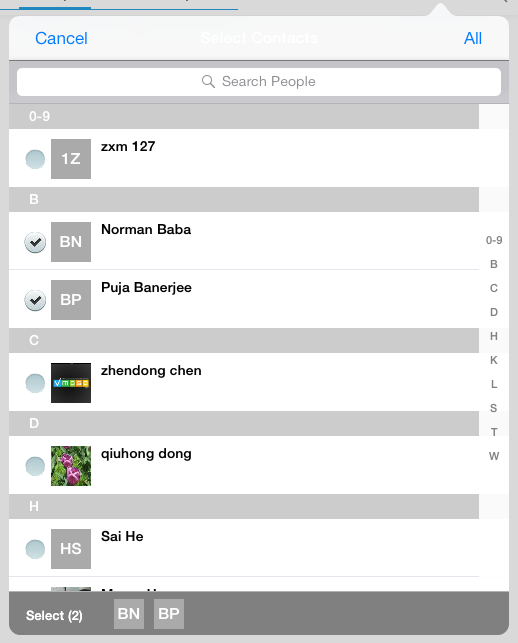 Cancel Select Contacts All
Search People
0-9
1Z zxm 127
B
BN Norman Baba
BP Puja Banerjee
C
vmoso zhendong chen
D
qiuhong dong
H
HS Sai He
0-9
B
C
D
H
K
L
S
T
W
Select (2) BN BP